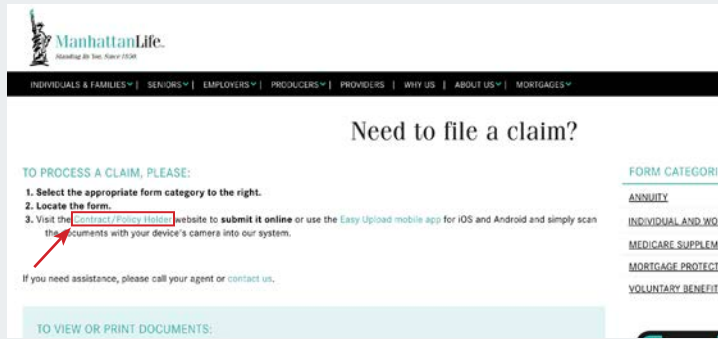 ManhattanLife™
Standing By You. Since 1850.
INDIVIDUALS & FAMILIES | SENIORS | EMPLOYERS | PRODUCERS | PROVIDERS | WHY US | ABOUT US | MORTGAGES
Need to file a claim?
TO PROCESS A CLAIM, PLEASE:
1. Select the appropriate form category to the right.
2. Locate the form.
3. Visit the Contract/Policy Holder website to submit it online or use the Easy Upload mobile app for iOS and Android and simply scan
the documents with your device's camera into our system.
If you need assistance, please call your agent or contact us.
TO VIEW OR PRINT DOCUMENTS:
FORM CATEGORI
ANNUITY
INDIVIDUAL AND WO
MEDICARE SUPPLEM
MORTGAGE PROTECT
VOLUNTARY BENEFIT